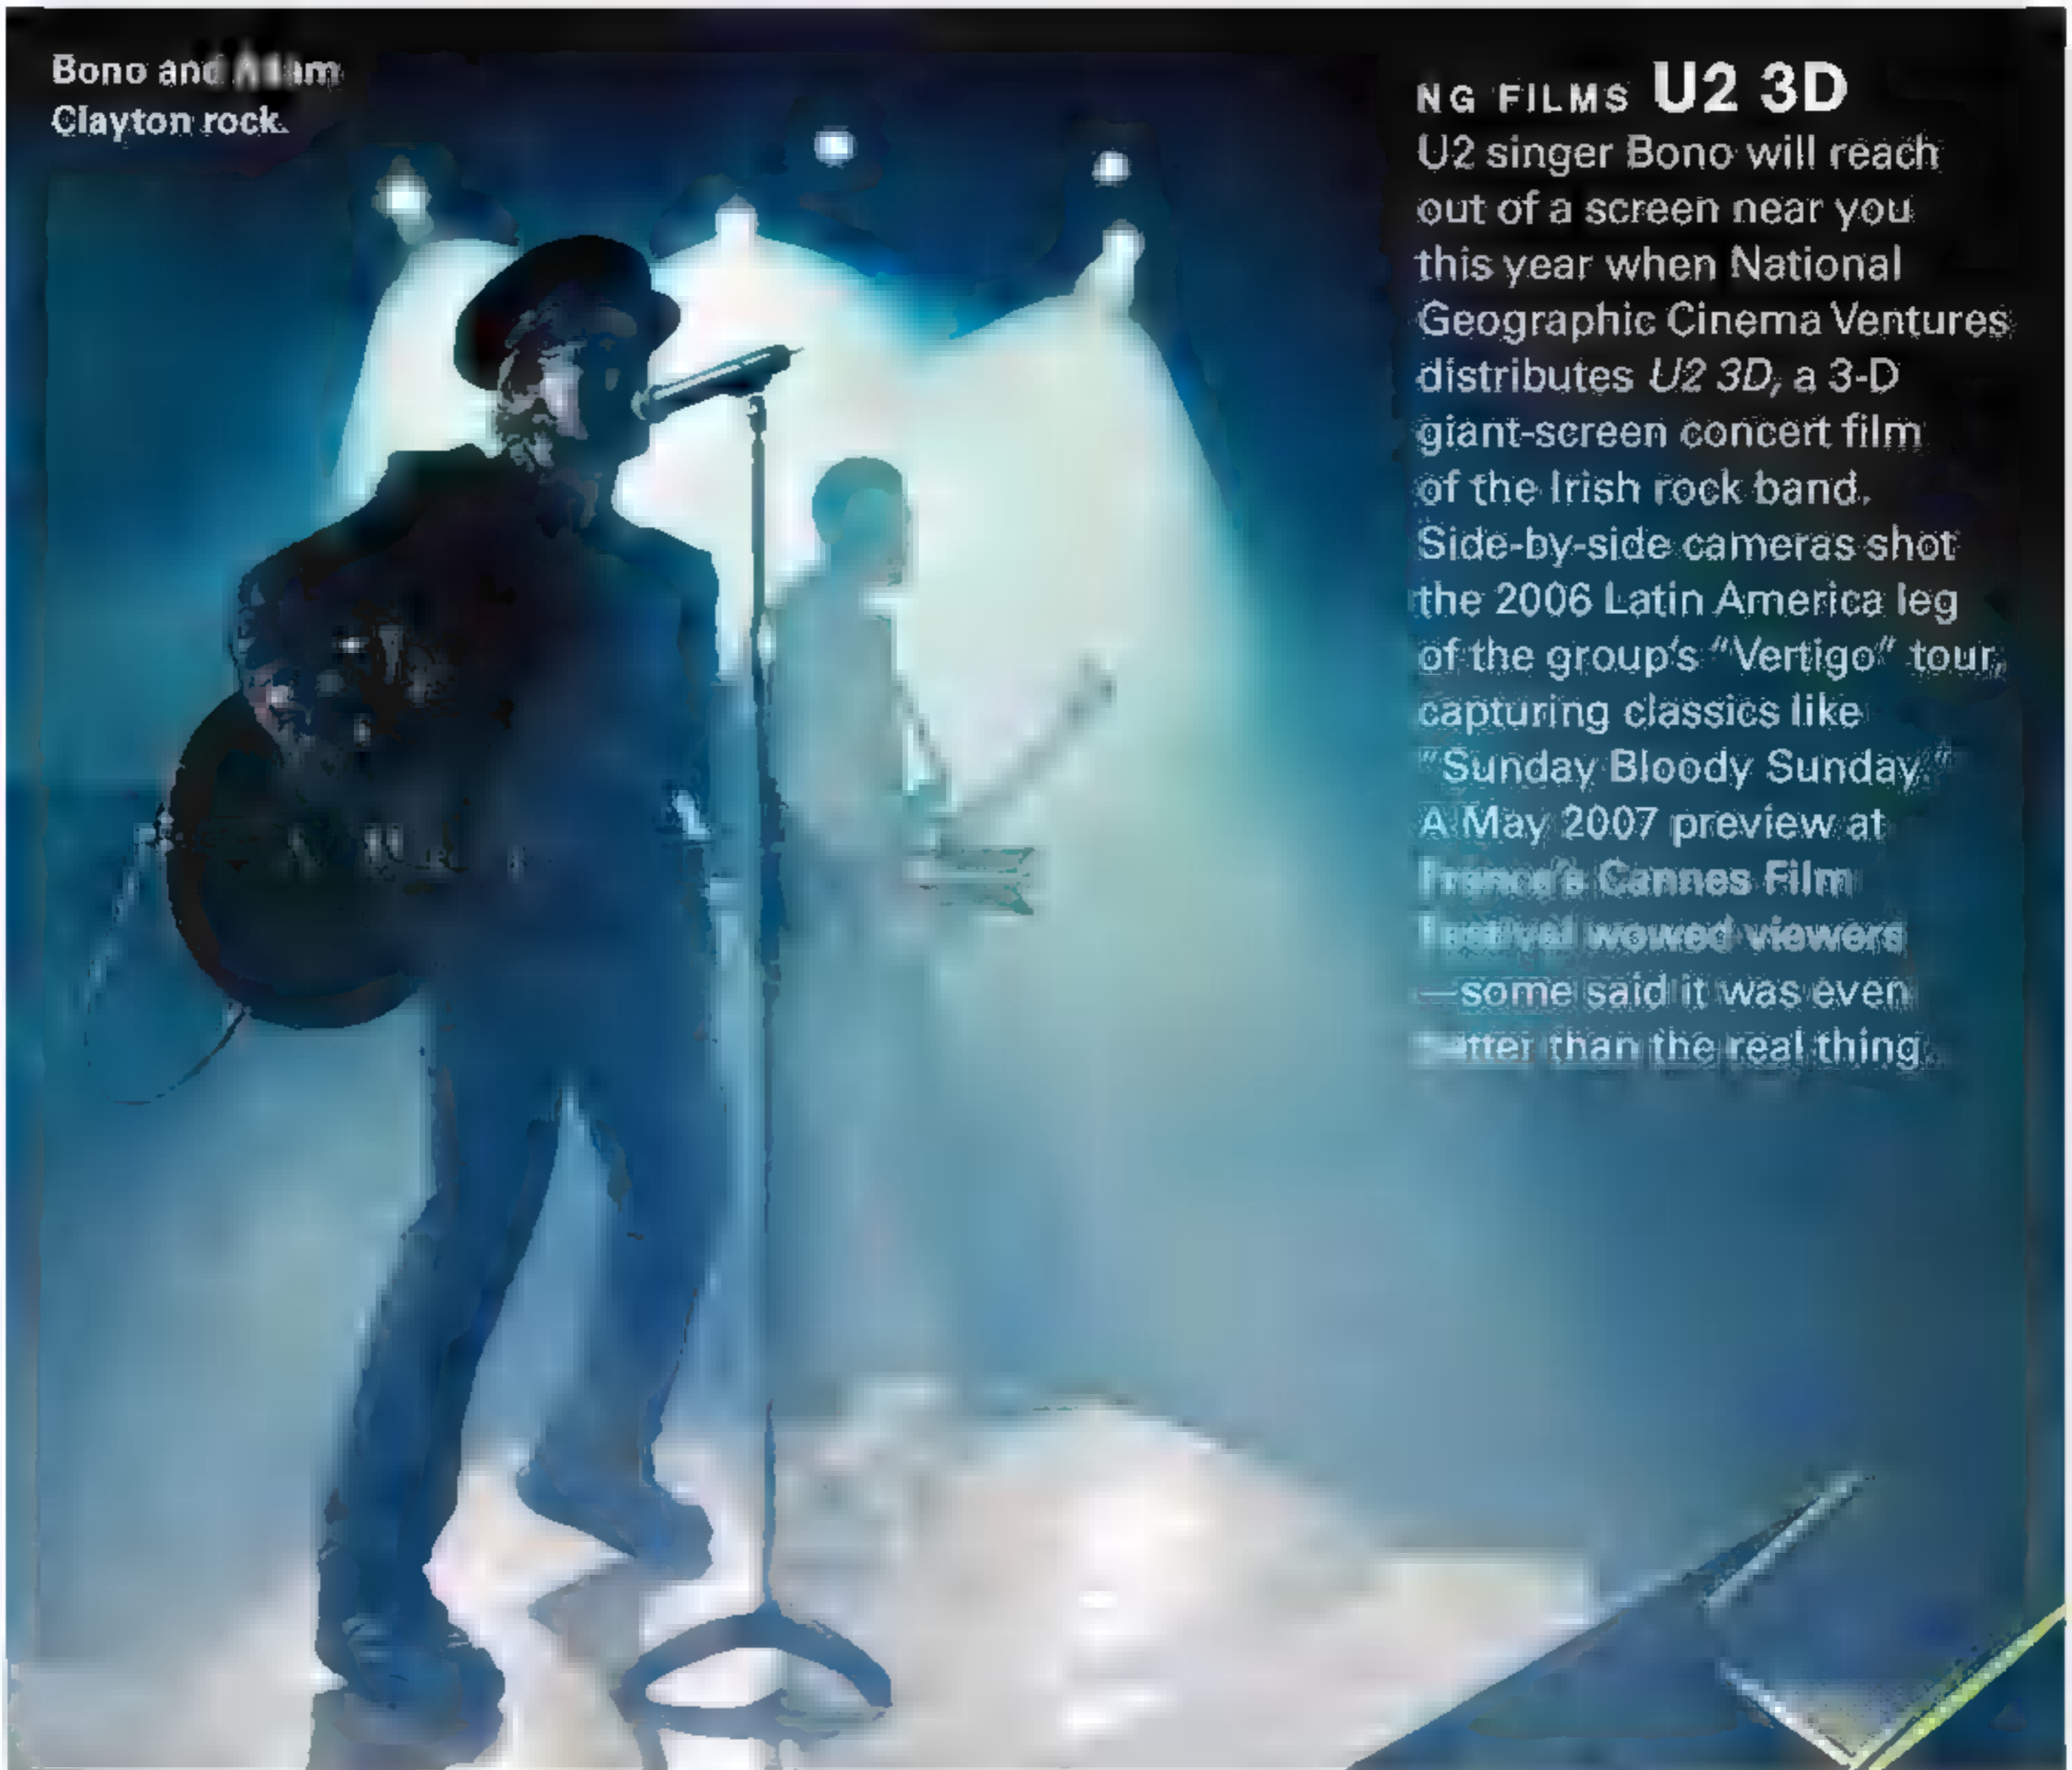 Bono and Adam
Clayton rock.
NG FILMS U2 3D
U2 singer Bono will reach
out of a screen near you
this year when National
Geographic Cinema Ventures
distributes U2 3D, a 3-D
giant-screen concert film
of the Irish rock band.
Side-by-side cameras shot
the 2006 Latin America leg
of the group's "Vertigo" tour,
capturing classics like
"Sunday Bloody Sunday."
A May 2007 preview at
France's Cannes Film
Festival wowed viewers
—some said it was even
better than the real thing.